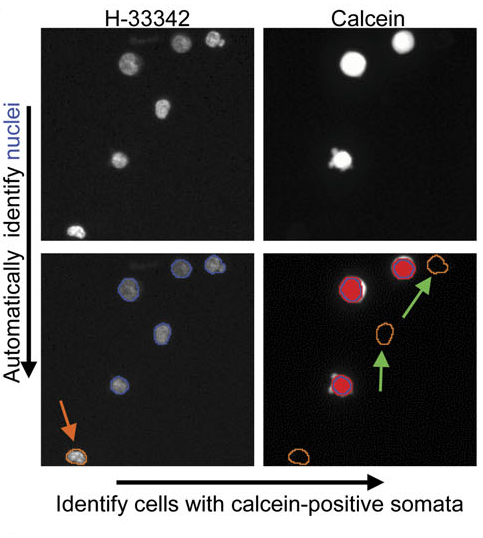 H-33342
Calcein
Automatically identify nuclei
Identify cells with calcein-positive somata